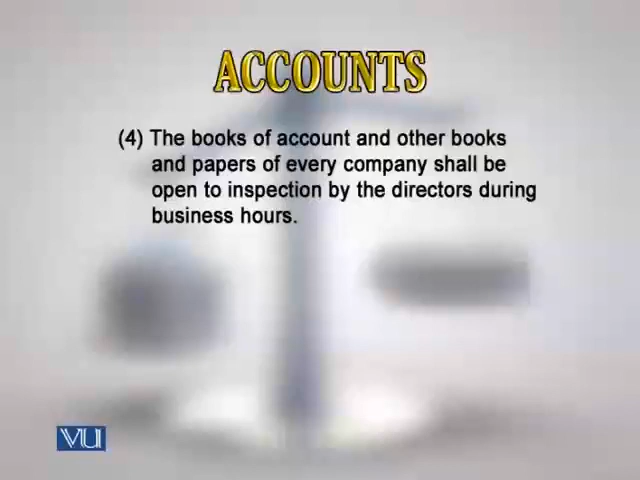 ACCOUNTS
(4) The books of account and other books
and papers of every company shall be
open to inspection by the directors during
business hours.
VU